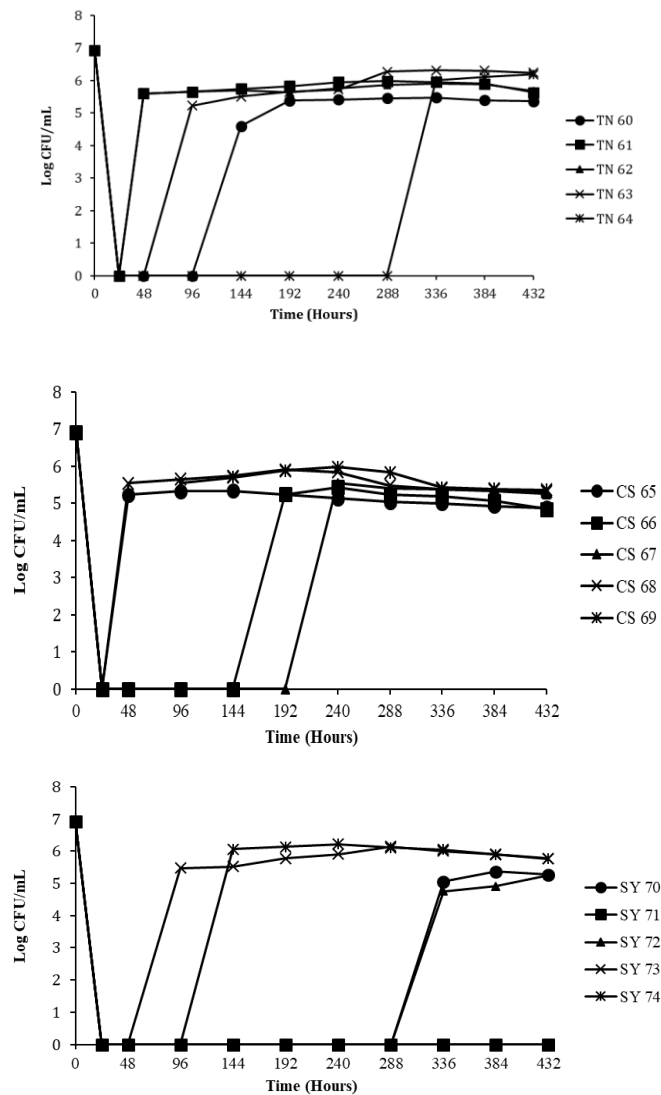 8
7
6
5
4
3
2
1
0
Log CFU/mL
0 48 96 144 192 240 288 336 384 432
Time (Hours)
TN 60
TN 61
TN 62
TN 63
TN 64
8
7
6
5
4
3
2
1
0
Log CFU/mL
0 48 96 144 192 240 288 336 384 432
Time (Hours)
CS 65
CS 66
CS 67
CS 68
CS 69
8
7
6
5
4
3
2
1
0
Log CFU/mL
0 48 96 144 192 240 288 336 384 432
Time (Hours)
SY 70
SY 71
SY 72
SY 73
SY 74